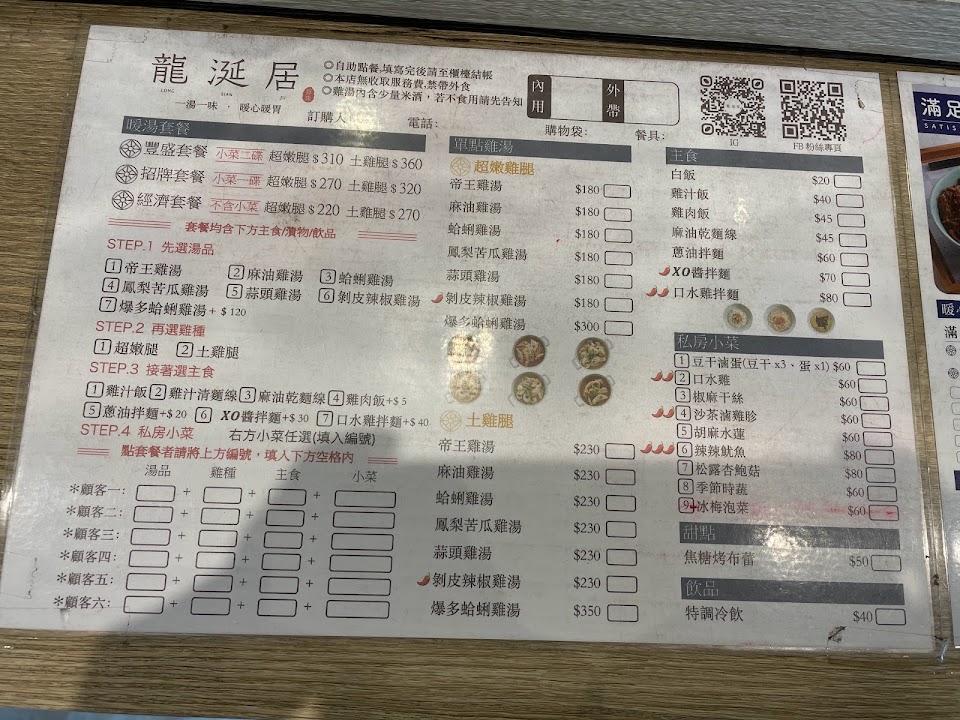 龍涎居
LONG SIAN JU
一湯一味 · 暖心暖胃
◎自助點餐,填寫完後請至櫃檯結帳
◎本店無收取服務費,禁帶外食
◎雞湯內含少量米酒，若不食用請先告知
訂購人
電話:
內用
外帶
購物袋:
餐具:
IG
FB 粉絲專頁
暖湯套餐
豐盛套餐 小菜二碟 超嫩腿$310 土雞腿$360
招牌套餐 小菜一碟 超嫩腿$270 土雞腿$320
經濟套餐 不含小菜 超嫩腿$220 土雞腿$270
套餐均含下方主食/漬物/飲品
STEP.1 先選湯品
1 帝王雞湯 2 麻油雞湯 3 蛤蜊雞湯
4 鳳梨苦瓜雞湯 5 蒜頭雞湯 6 剝皮辣椒雞湯
7 爆多蛤蜊雞湯+$120
STEP.2 再選雞種
1 超嫩腿 2 土雞腿
STEP.3 接著選主食
1 雞汁飯 2 雞汁清麵線 3 麻油乾麵線 4 雞肉飯+$5
5 蔥油拌麵+$20 6 XO醬拌麵+$30 7 口水雞拌麵+$40
STEP.4 私房小菜 右方小菜任選(填入編號)
點套餐者請將上方編號，填入下方空格內
湯品 雞種 主食 小菜
*顧客一: + + +
*顧客二: + + +
*顧客三: + + +
*顧客四: + + +
*顧客五: + + +
*顧客六: + + +
單點雞湯
超嫩雞腿
帝王雞湯 $180
麻油雞湯 $180
蛤蜊雞湯 $180
鳳梨苦瓜雞湯 $180
蒜頭雞湯 $180
剝皮辣椒雞湯 $180
爆多蛤蜊雞湯 $300
土雞腿
帝王雞湯 $230
麻油雞湯 $230
蛤蜊雞湯 $230
鳳梨苦瓜雞湯 $230
蒜頭雞湯 $230
剝皮辣椒雞湯 $230
爆多蛤蜊雞湯 $350
主食
白飯 $20
雞汁飯 $40
雞肉飯 $45
麻油乾麵線 $45
蔥油拌麵 $60
XO醬拌麵 $70
口水雞拌麵 $80
私房小菜
1 豆干滷蛋(豆干x3、蛋x1) $60
2 口水雞 $60
3 椒麻干絲 $60
4 沙茶滷雞胗 $60
5 胡麻水蓮 $60
6 辣辣魷魚 $80
7 松露杏鮑菇 $80
8 季節時蔬 $60
9 冰梅泡菜 $60
甜點
焦糖烤布蕾 $50
飲品
特調冷飲 $40
滿足
SATIS